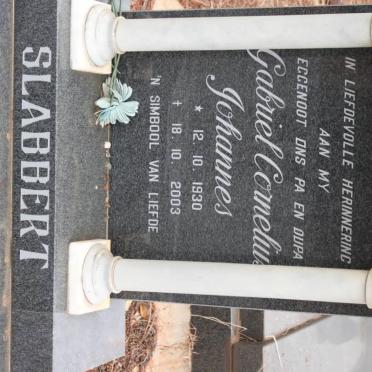 IN LIEFDEVOLLE HERINNERING
AAN MY
EGGENOOT ONS PA EN OUPA
Gabriel Cornelius
Johannes
* 12. 10. 1930
† 18. 10. 2003
'N SIMBOOL VAN LIEFDE
SLABBERT